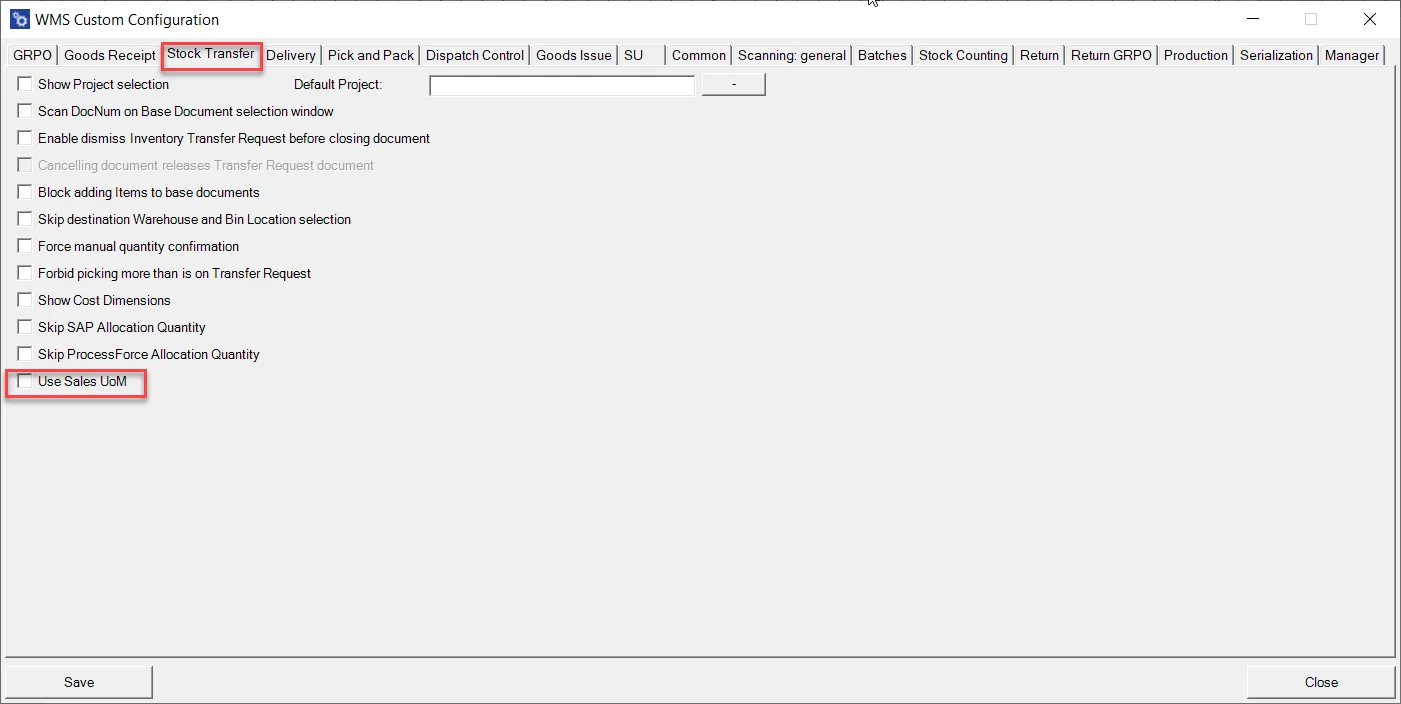 WMS Custom Configuration
GRPO Goods Receipt Stock Transfer Delivery Pick and Pack Dispatch Control Goods Issue SU Common Scanning: general Batches Stock Counting Return Return GRPO Production Serialization Manager
Show Project selection Default Project: -
Scan DocNum on Base Document selection window
Enable dismiss Inventory Transfer Request before closing document
Cancelling document releases Transfer Request document
Block adding Items to base documents
Skip destination Warehouse and Bin Location selection
Force manual quantity confirmation
Forbid picking more than is on Transfer Request
Show Cost Dimensions
Skip SAP Allocation Quantity
Skip ProcessForce Allocation Quantity
Use Sales UoM
Save Close